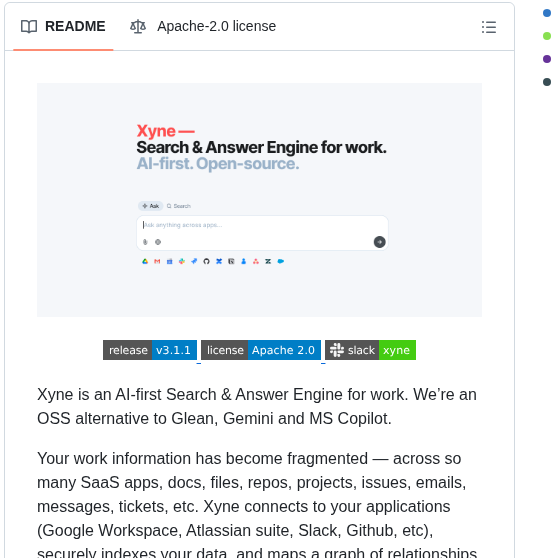 README
Apache-2.0 license
Xyne —
Search & Answer Engine for work.
AI-first. Open-source.
Ask
Search
Ask anything across apps...
release v3.1.1 license Apache 2.0 slack xyne
Xyne is an AI-first Search & Answer Engine for work. We’re an
OSS alternative to Glean, Gemini and MS Copilot.
Your work information has become fragmented — across so
many SaaS apps, docs, files, repos, projects, issues, emails,
messages, tickets, etc. Xyne connects to your applications
(Google Workspace, Atlassian suite, Slack, Github, etc),
securely indexes your data, and maps a graph of relationships